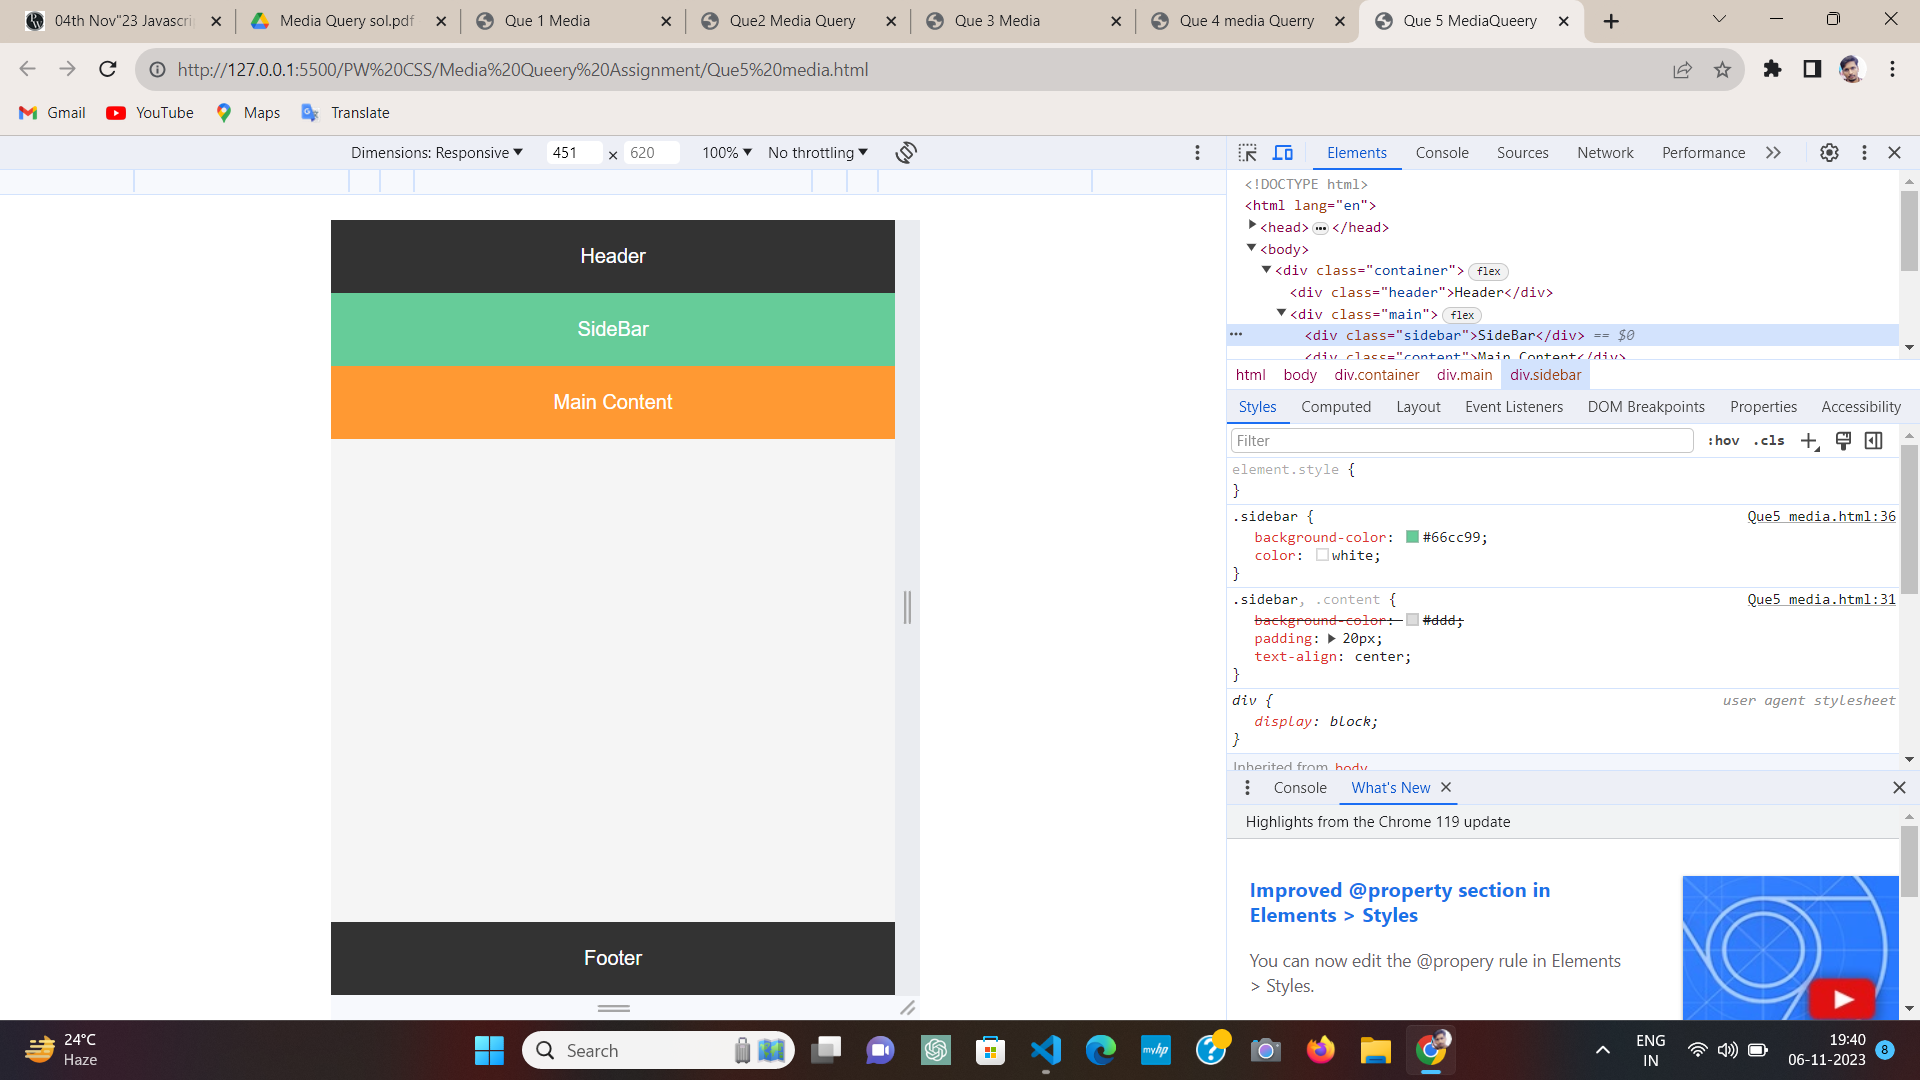 04th Nov"23 Javascri
Media Query sol.pdf
Que 1 Media
Que2 Media Query
Que 3 Media
Que 4 media Querry
Que 5 MediaQueery
http://127.0.0.1:5500/PW%20CSS/Media%20Queery%20Assignment/Que5%20media.html
Gmail
YouTube
Maps
Translate
Dimensions: Responsive
451 × 620
100%
No throttling
Elements Console Sources Network Performance
<!DOCTYPE html>
<html lang="en">
<head> ••• </head>
<body>
<div class="container"> flex
<div class="header">Header</div>
<div class="main"> flex
<div class="sidebar">SideBar</div> == $0
<div class="content">Main Content</div>
html body div.container div.main div.sidebar
Styles Computed Layout Event Listeners DOM Breakpoints Properties Accessibility
Filter
:hov .cls
element.style {
}
.sidebar { Que5 media.html:36
background-color: #66cc99;
color: white;
}
.sidebar, .content { Que5 media.html:31
background-color: #ddd;
padding: 20px;
text-align: center;
}
div { user agent stylesheet
display: block;
}
Inherited from body
Console What's New
Highlights from the Chrome 119 update
Improved @property section in
Elements > Styles
You can now edit the @propery rule in Elements
> Styles.
Header
SideBar
Main Content
Footer
24°C
Haze
Search
myhp
ENG
IN
19:40
06-11-2023
8